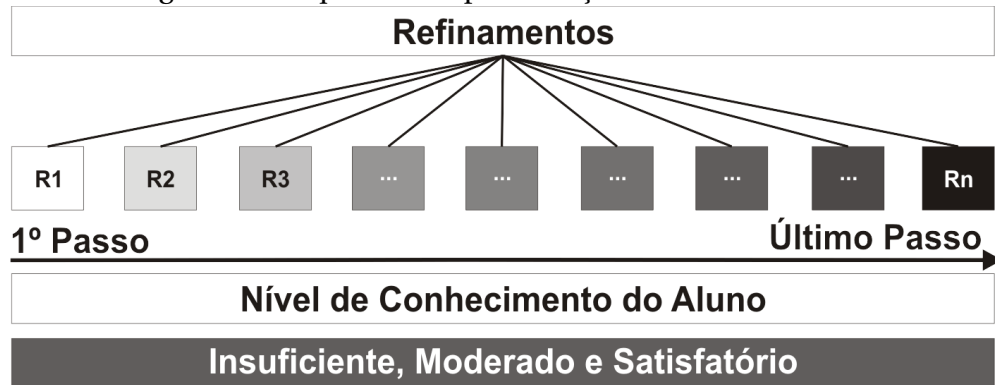 Refinamentos
R1 R2 R3 ... ... ... ... ... Rn
1º Passo Último Passo
Nível de Conhecimento do Aluno
Insuficiente, Moderado e Satisfatório